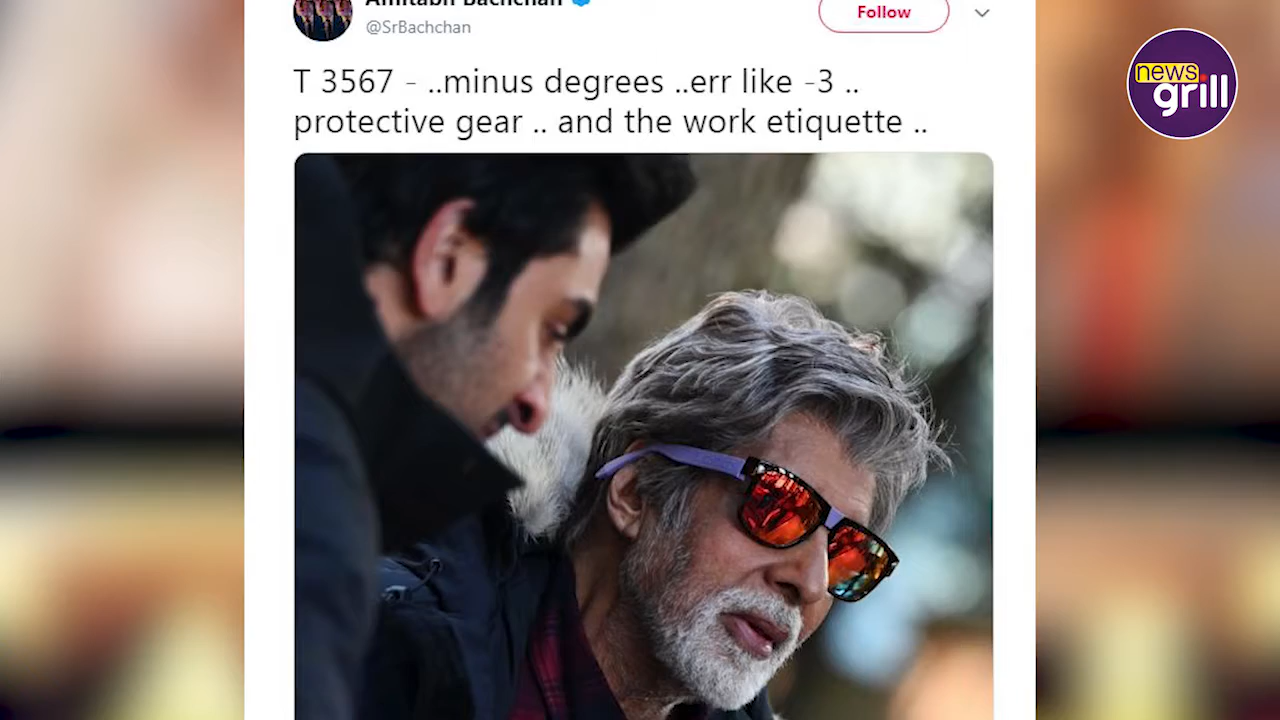 Amitabh Bachchan
@SrBachchan
Follow
T 3567 - ..minus degrees ..err like -3 ..
protective gear .. and the work etiquette ..
news
grill